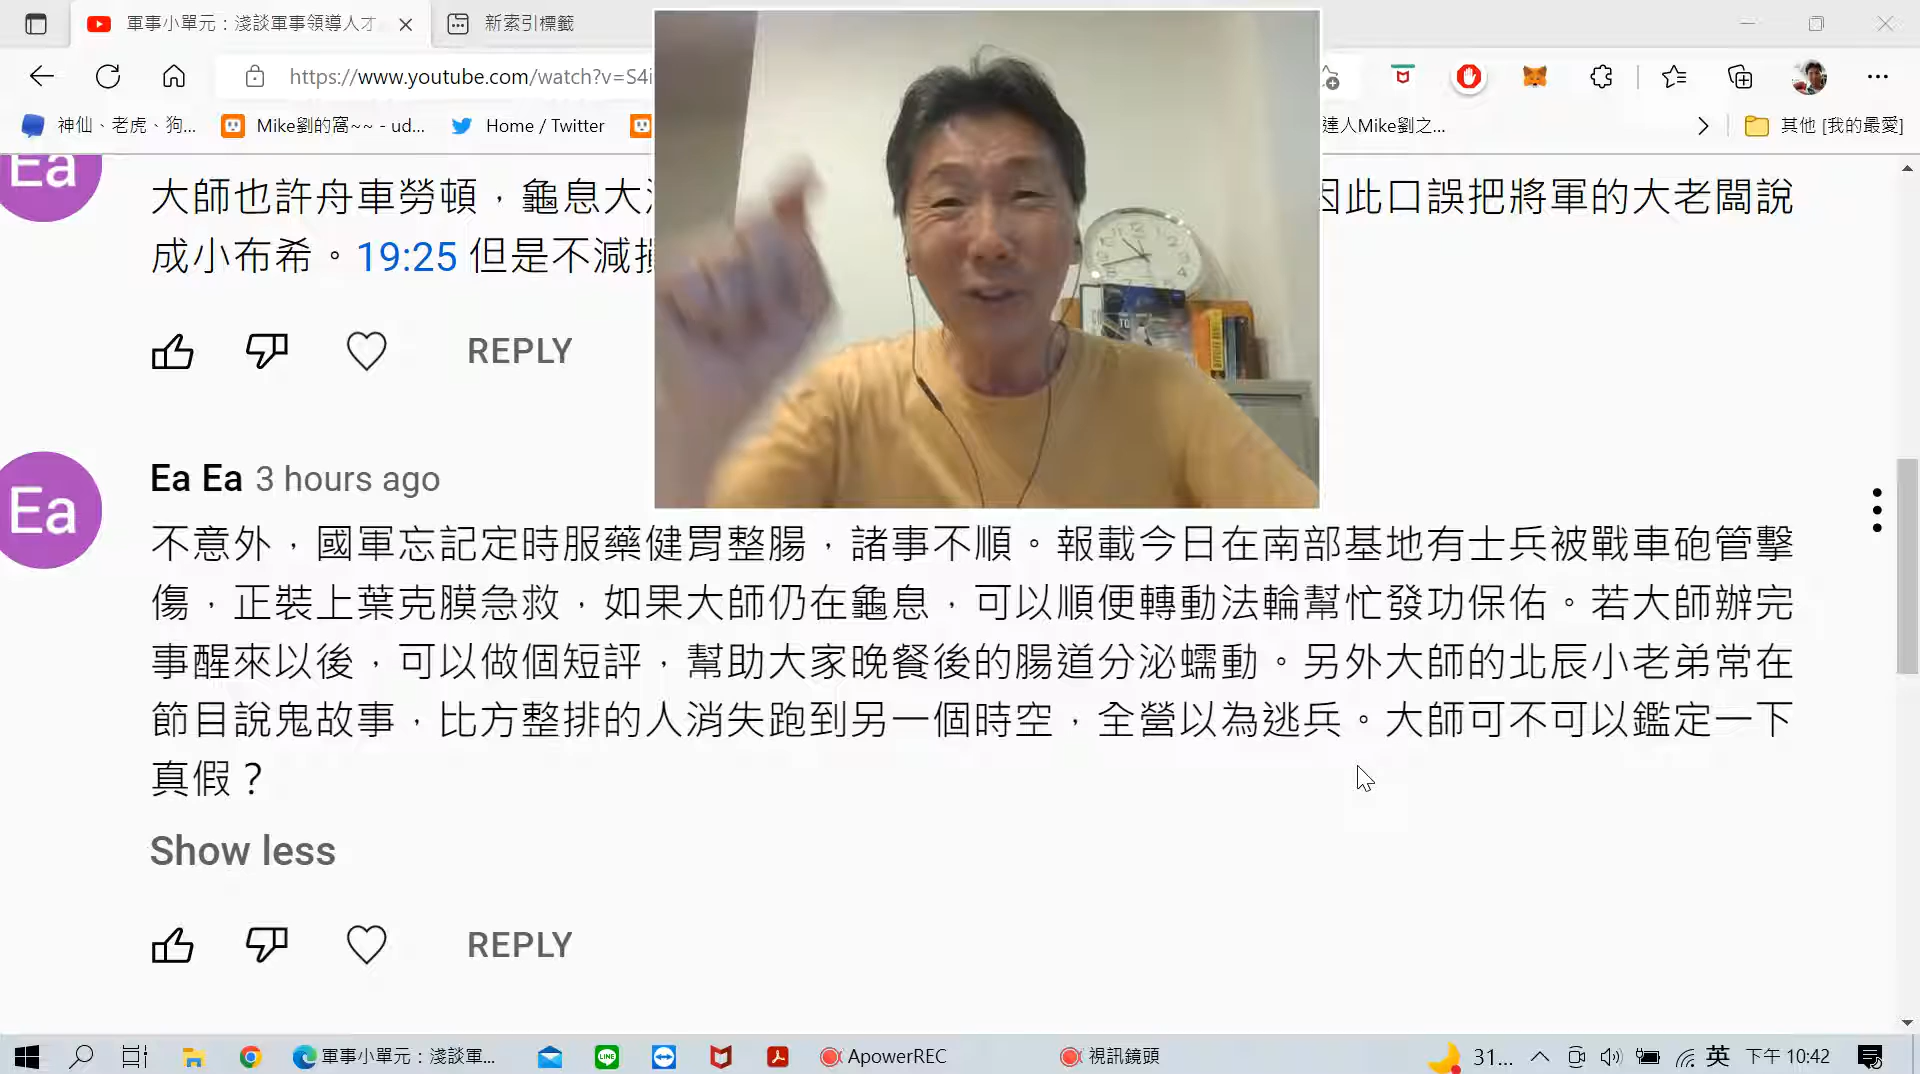 軍事小單元：淺談軍事領導人才
新索引標籤
https://www.youtube.com/watch?v=S4i
神仙、老虎、狗...
Mike劉的窩~~ - ud...
Home / Twitter
達人Mike劉之...
其他 [我的最愛]
Ea
大師也許舟車勞頓，龜息大
因此口誤把將軍的大老闆說
成小布希。19:25 但是不減損
REPLY
Ea
Ea Ea 3 hours ago
不意外，國軍忘記定時服藥健胃整腸，諸事不順。報載今日在南部基地有士兵被戰車砲管擊
傷，正裝上葉克膜急救，如果大師仍在龜息，可以順便轉動法輪幫忙發功保佑。若大師辦完
事醒來以後，可以做個短評，幫助大家晚餐後的腸道分泌蠕動。另外大師的北辰小老弟常在
節目說鬼故事，比方整排的人消失跑到另一個時空，全營以為逃兵。大師可不可以鑑定一下
真假？
Show less
REPLY
軍事小單元：淺談軍...
LINE
ApowerREC
視訊鏡頭
31...
英
下午 10:42